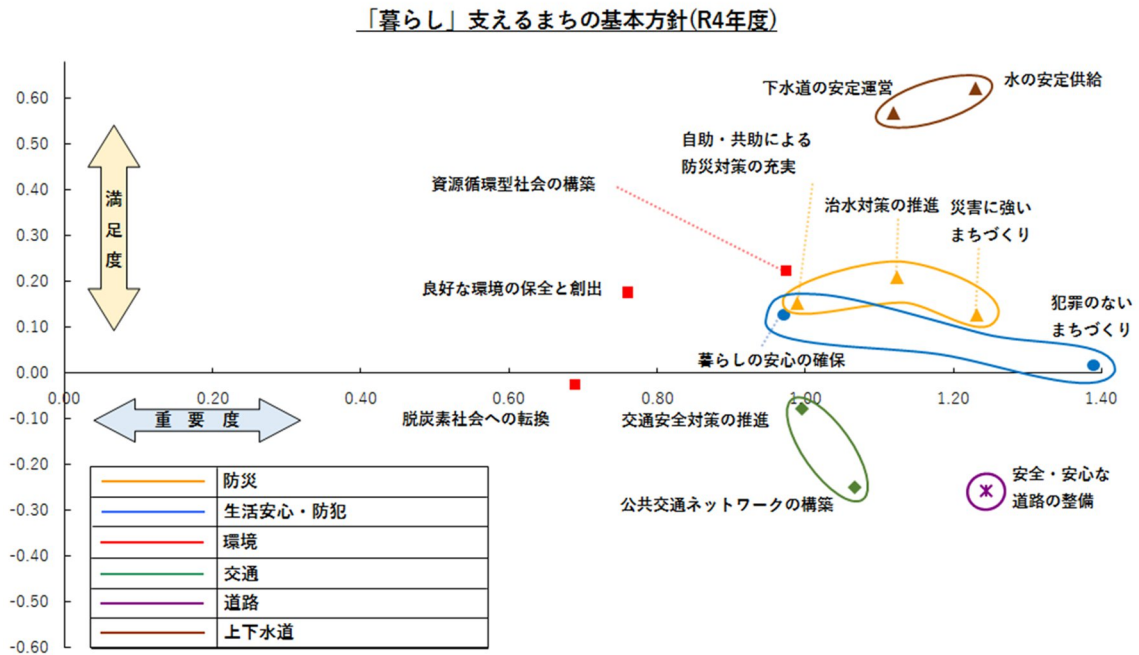 「暮らし」支えるまちの基本方針(R4年度)
0.60
0.50
0.40
0.30
0.20
0.10
0.00
-0.10
-0.20
-0.30
-0.40
-0.50
-0.60
0.00
0.20
0.40
0.60
0.80
1.00
1.20
1.40
満足度
重要度
下水道の安定運営
水の安定供給
自助・共助による
防災対策の充実
資源循環型社会の構築
治水対策の推進
災害に強い
まちづくり
良好な環境の保全と創出
犯罪のない
まちづくり
暮らしの安心の確保
脱炭素社会への転換
交通安全対策の推進
公共交通ネットワークの構築
安全・安心な
道路の整備
防災
生活安心・防犯
環境
交通
道路
上下水道